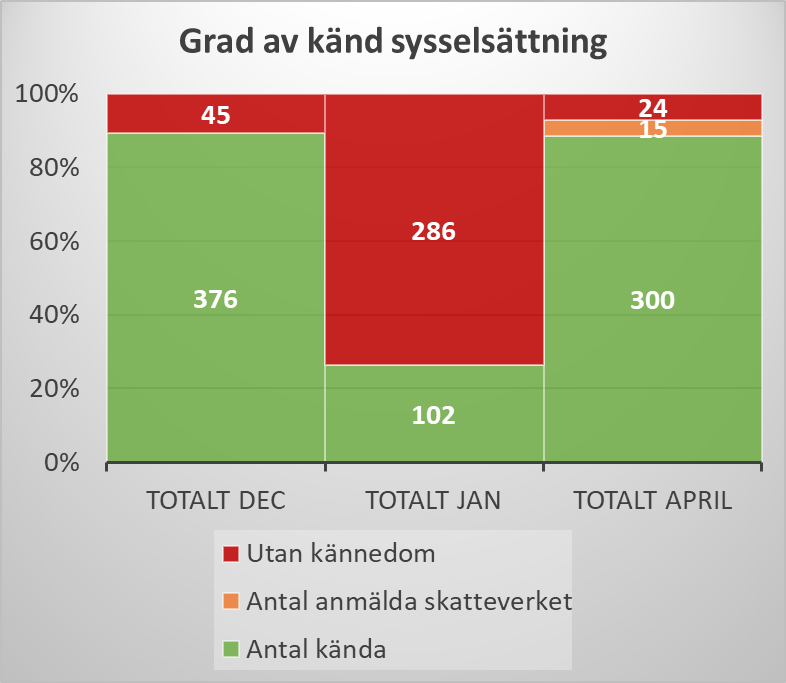 Grad av känd sysselsättning
100%
80%
60%
40%
20%
0%
45
376
286
102
24
15
300
TOTALT DEC
TOTALT JAN
TOTALT APRIL
Utan kännedom
Antal anmälda skatteverket
Antal kända